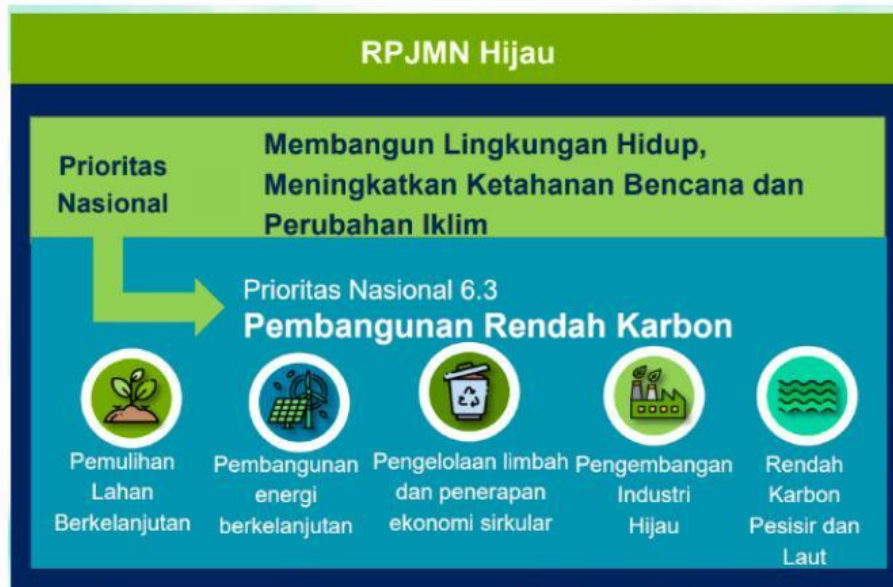 RPJMN Hijau
Prioritas
Nasional
Membangun Lingkungan Hidup,
Meningkatkan Ketahanan Bencana dan
Perubahan Iklim
Prioritas Nasional 6.3
Pembangunan Rendah Karbon
Pemulihan
Lahan
Berkelanjutan
Pembangunan
energi
berkelanjutan
Pengelolaan limbah
dan penerapan
ekonomi sirkular
Pengembangan
Industri
Hijau
Rendah
Karbon
Pesisir dan
Laut